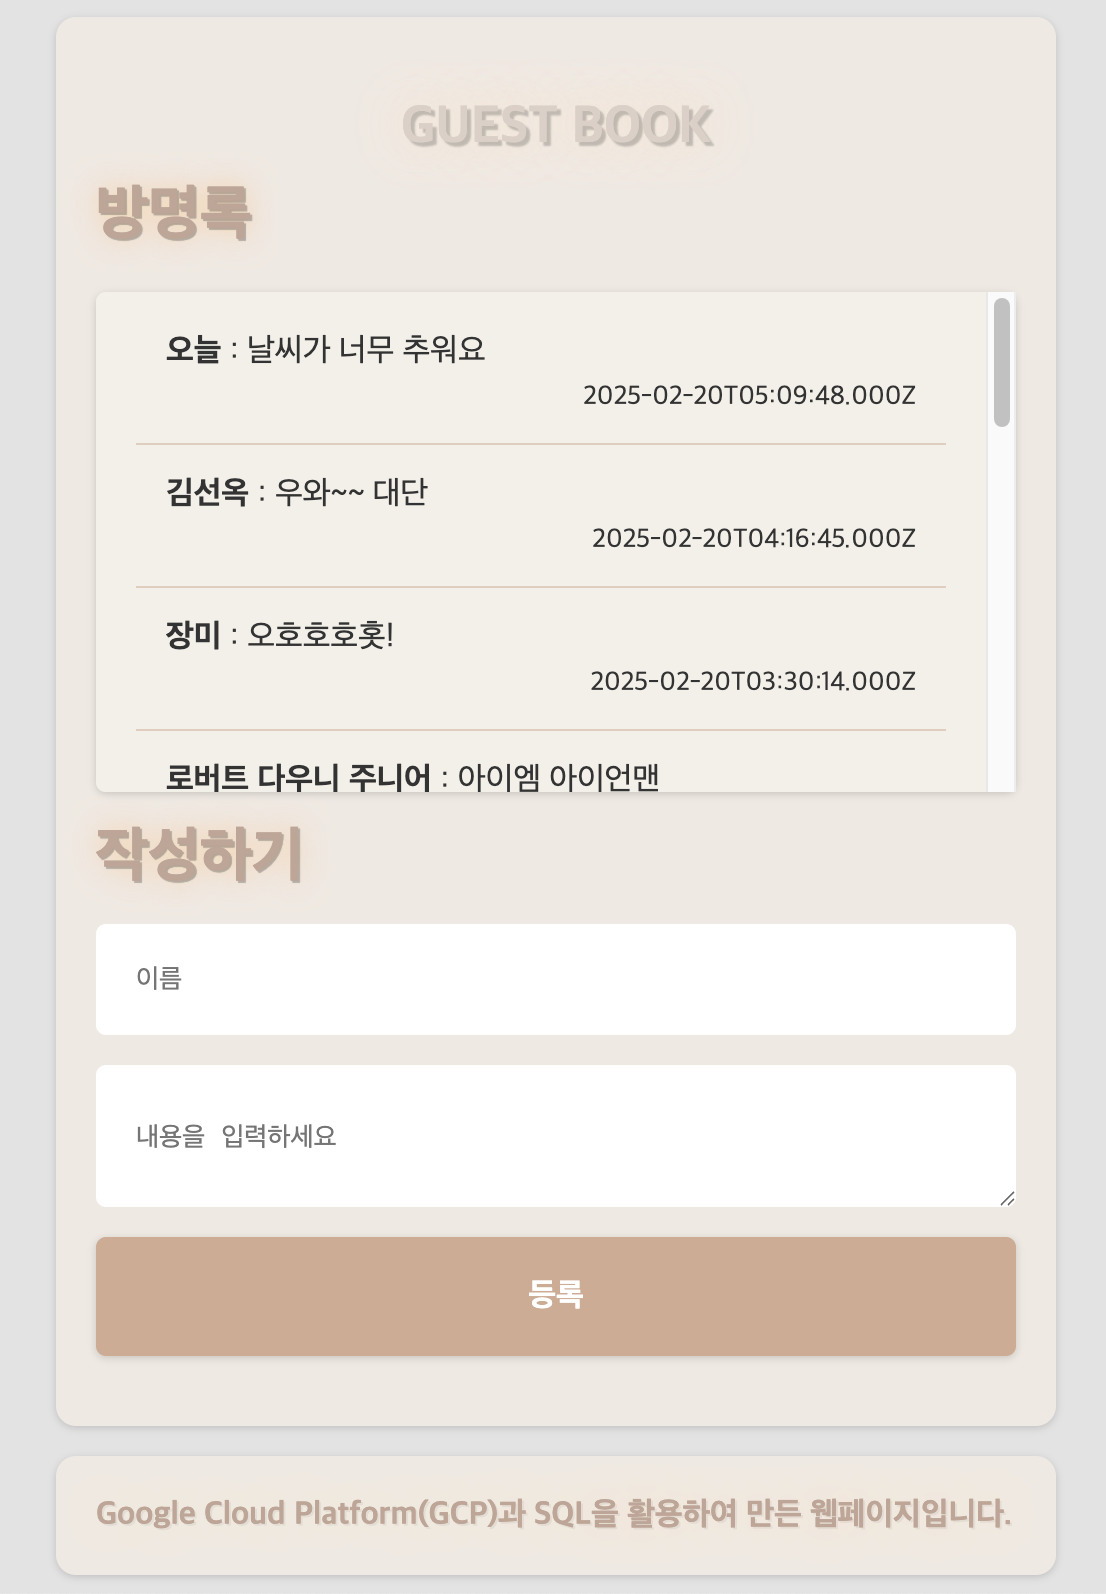 GUEST BOOK
방명록
오늘 : 날씨가 너무 추워요
2025-02-20T05:09:48.000Z
김선옥 : 우와~~ 대단
2025-02-20T04:16:45.000Z
장미 : 오호호호홋!
2025-02-20T03:30:14.000Z
로버트 다우니 주니어 : 아이엠 아이언맨
작성하기
이름
내용을 입력하세요
등록
Google Cloud Platform(GCP)과 SQL을 활용하여 만든 웹페이지입니다.